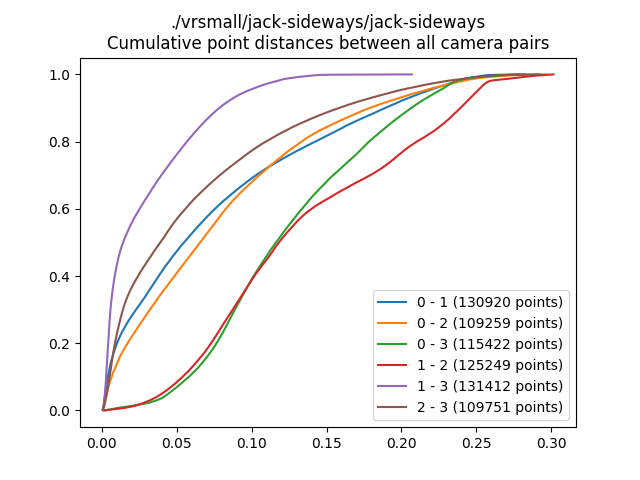 ./vrsmall/jack-sideways/jack-sideways
Cumulative point distances between all camera pairs
1.0
0.8
0.6
0.4
0.2
0.0
0.00 0.05 0.10 0.15 0.20 0.25 0.30
0 - 1 (130920 points)
0 - 2 (109259 points)
0 - 3 (115422 points)
1 - 2 (125249 points)
1 - 3 (131412 points)
2 - 3 (109751 points)